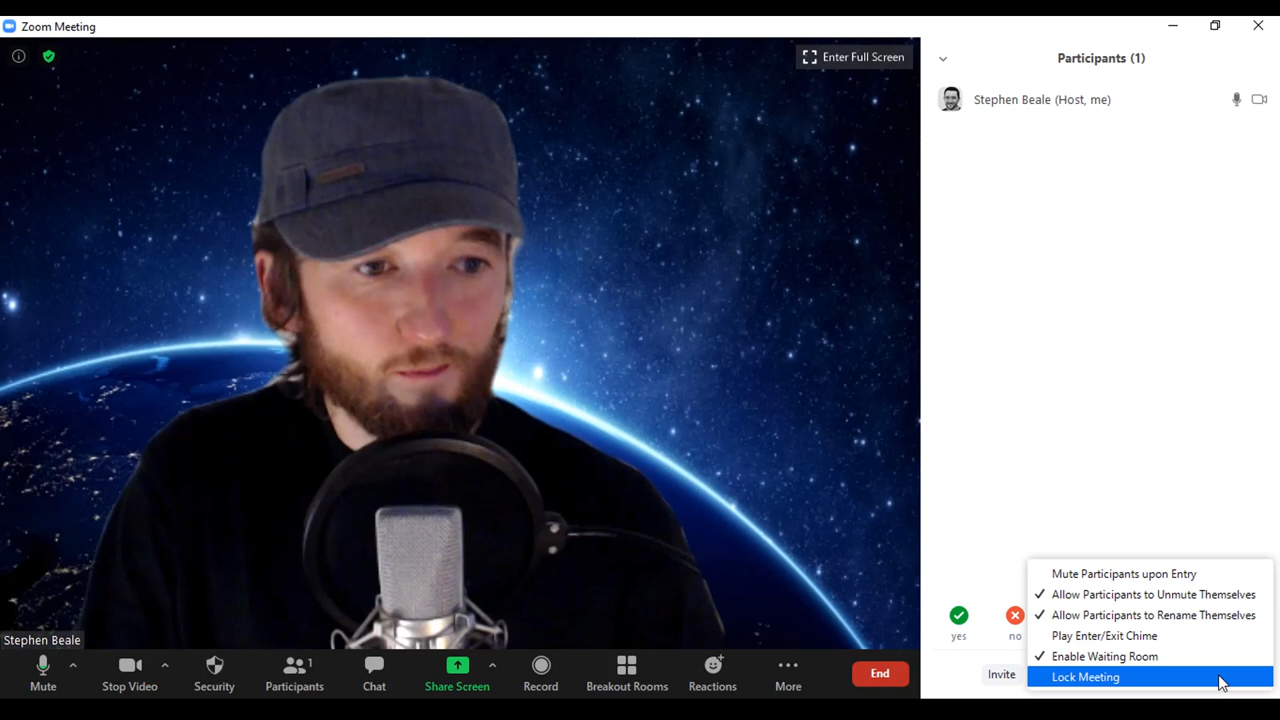 Zoom Meeting
Enter Full Screen
Participants (1)
Stephen Beale (Host, me)
Mute Participants upon Entry
Allow Participants to Unmute Themselves
Allow Participants to Rename Themselves
Play Enter/Exit Chime
Enable Waiting Room
Lock Meeting
yes
no
Invite
Stephen Beale
Mute
Stop Video
Security
Participants
1
Chat
Share Screen
Record
Breakout Rooms
Reactions
More
End